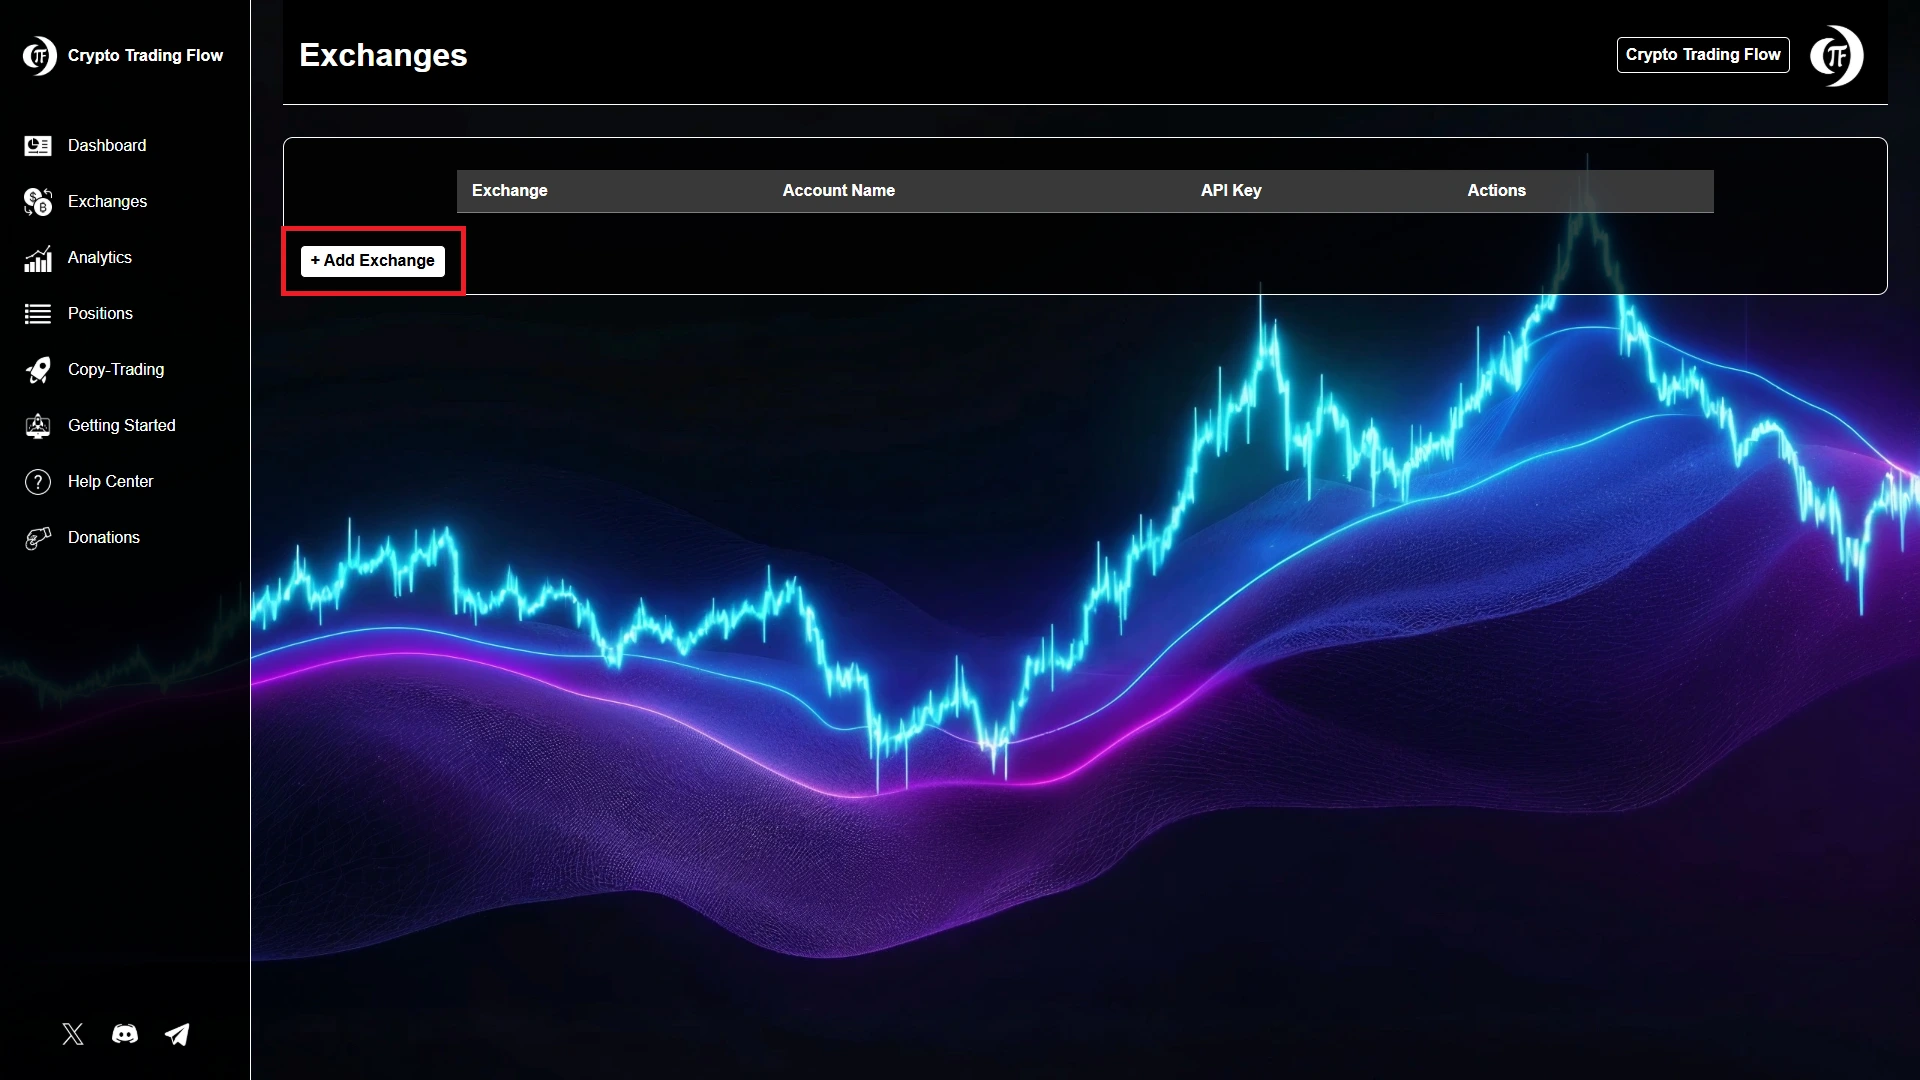 Crypto Trading Flow
Dashboard
Exchanges
Analytics
Positions
Copy-Trading
Getting Started
Help Center
Donations
Exchanges
Crypto Trading Flow
Exchange Account Name API Key Actions
+ Add Exchange